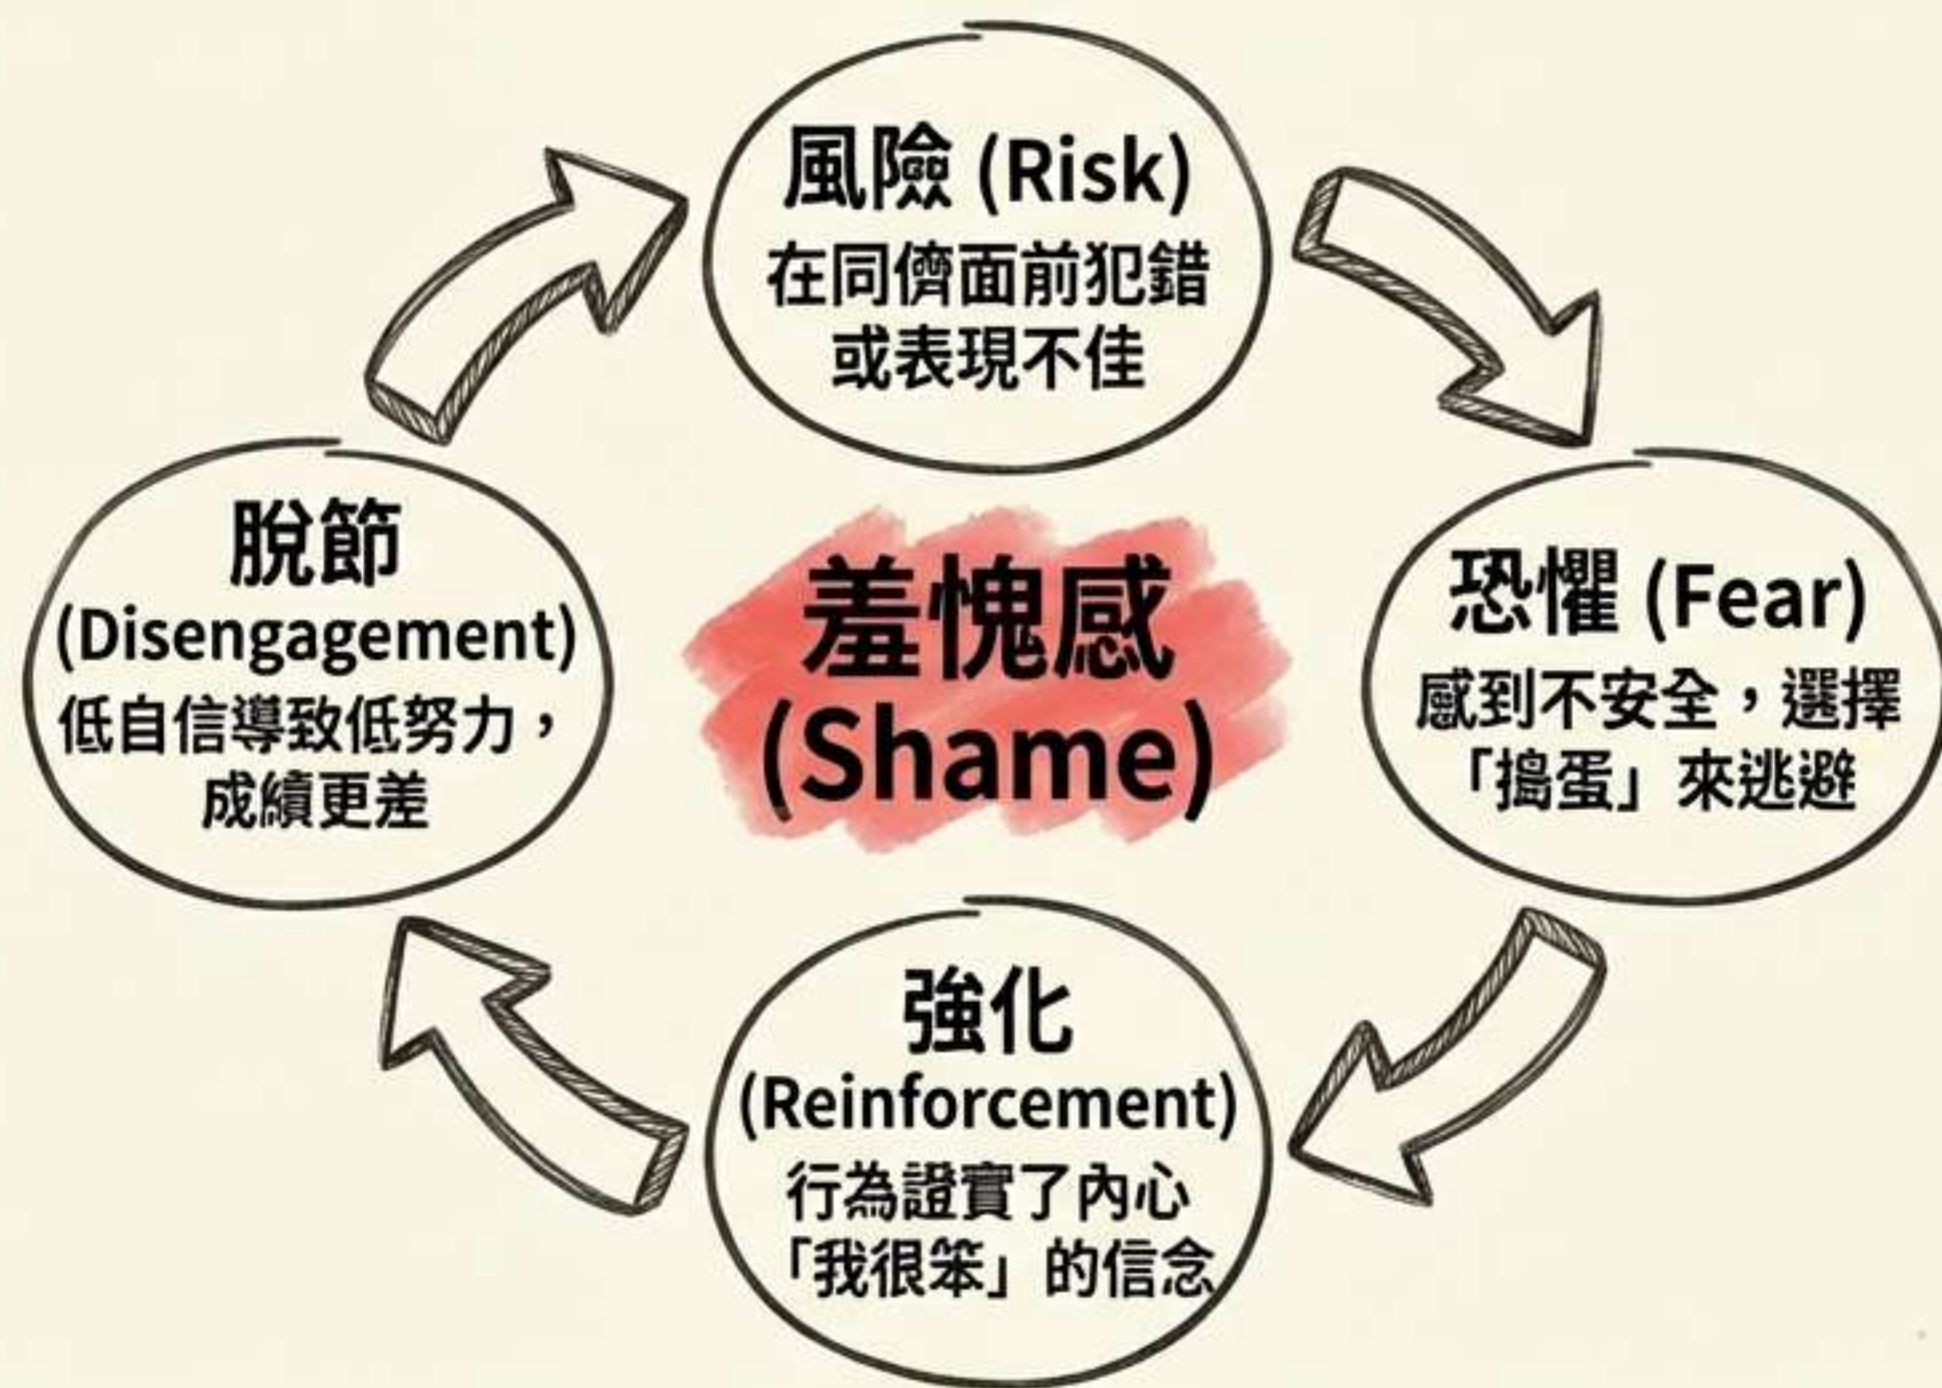 風險 (Risk)
在同儕面前犯錯
或表現不佳
脫節
(Disengagement)
低自信導致低努力，
成績更差
羞愧感
(Shame)
恐懼 (Fear)
感到不安全，選擇
「搗蛋」來逃避
強化
(Reinforcement)
行為證實了內心
「我很笨」的信念